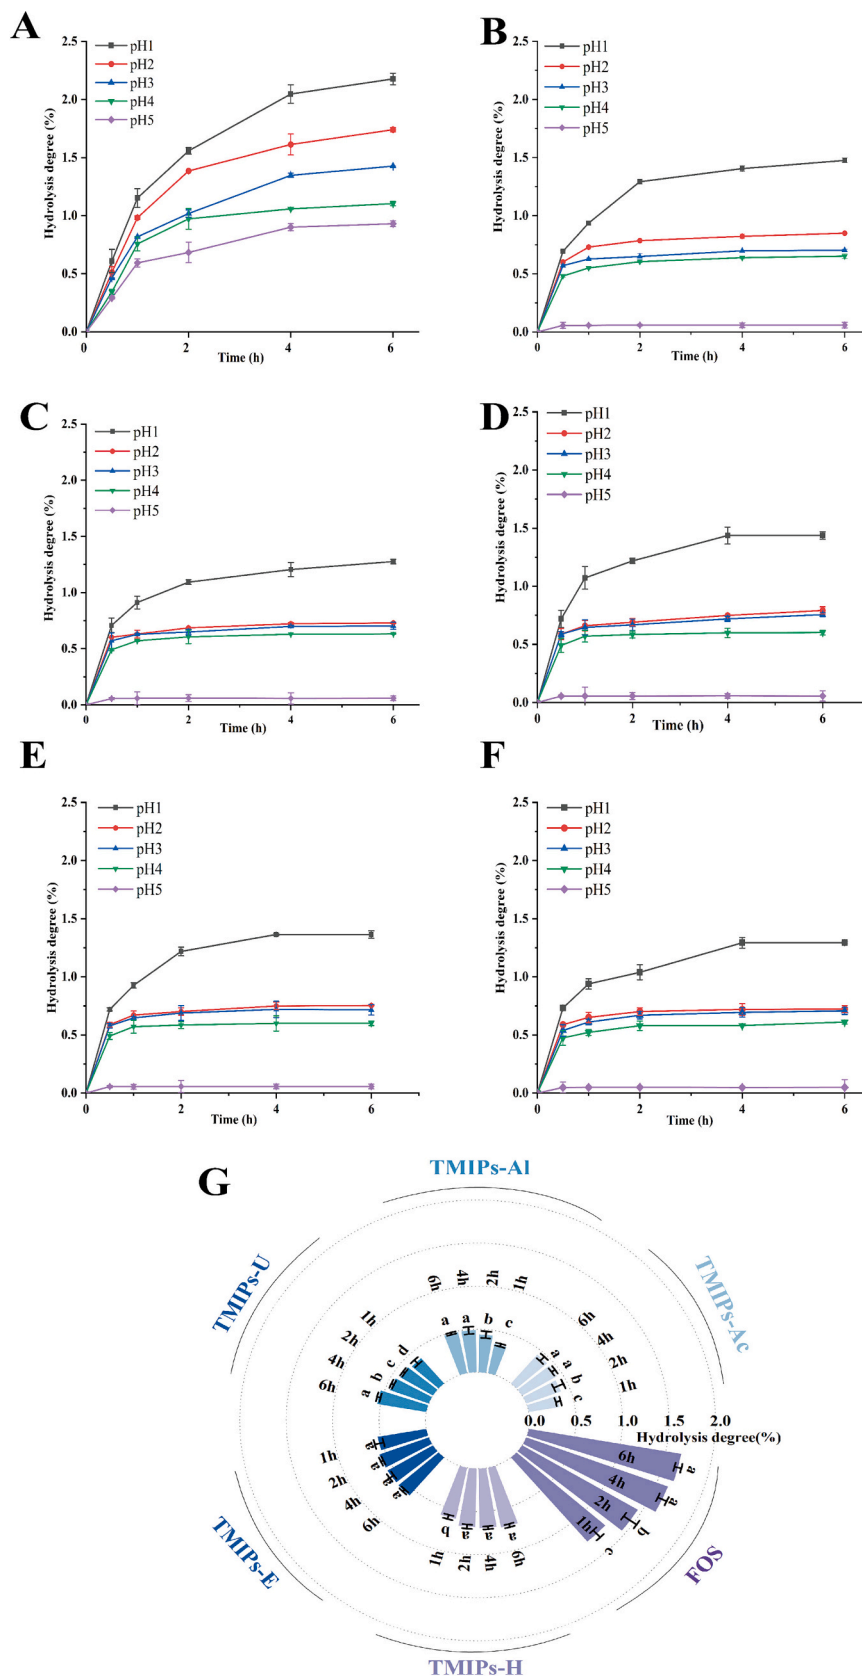 A
2.5
2.0
1.5
1.0
0.5
0.0
Hydrolysis degree (%)
pH1
pH2
pH3
pH4
pH5
0
2
4
6
Time (h)
B
2.5
2.0
1.5
1.0
0.5
0.0
Hydrolysis degree (%)
pH1
pH2
pH3
pH4
pH5
0
2
4
6
Time (h)
C
2.5
2.0
1.5
1.0
0.5
0.0
Hydrolysis degree (%)
pH1
pH2
pH3
pH4
pH5
0
2
4
6
Time (h)
D
2.5
2.0
1.5
1.0
0.5
0.0
Hydrolysis degree (%)
pH1
pH2
pH3
pH4
pH5
0
2
4
6
Time (h)
E
2.5
2.0
1.5
1.0
0.5
0.0
Hydrolysis degree (%)
pH1
pH2
pH3
pH4
pH5
0
2
4
6
Time (h)
F
2.5
2.0
1.5
1.0
0.5
0.0
Hydrolysis degree (%)
pH1
pH2
pH3
pH4
pH5
0
2
4
6
Time (h)
G
TMIPs-Al
6h
4h
2h
1h
a
a
b
c
TMIPs-Ac
6h
4h
2h
1h
a
a
b
c
0.0
0.5
1.0
1.5
2.0
Hydrolysis degree(%)
FOS
6h
4h
2h
1h
a
a
b
c
TMIPs-H
6h
4h
2h
1h
a
a
a
b
TMIPs-E
1h
2h
4h
6h
a
a
a
a
TMIPs-U
6h
4h
2h
1h
a
b
c
d